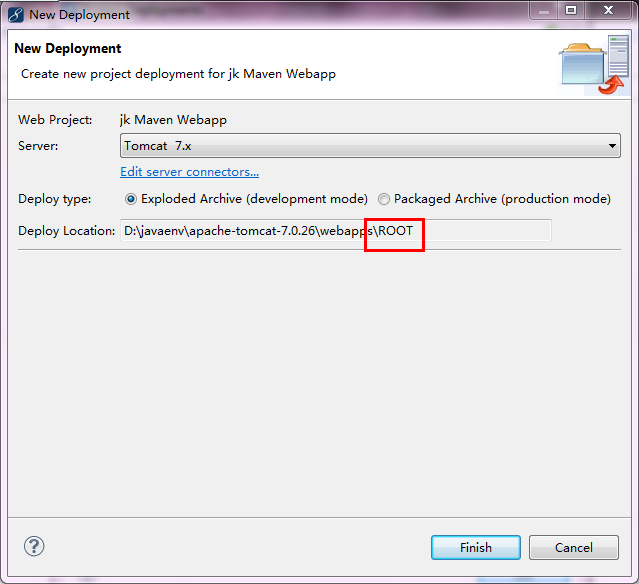 New Deployment
New Deployment
Create new project deployment for jk Maven Webapp
Web Project: jk Maven Webapp
Server: Tomcat 7.x
Edit server connectors...
Deploy type: Exploded Archive (development mode) Packaged Archive (production mode)
Deploy Location: D:\javaenv\apache-tomcat-7.0.26\webapps\ROOT
? Finish Cancel